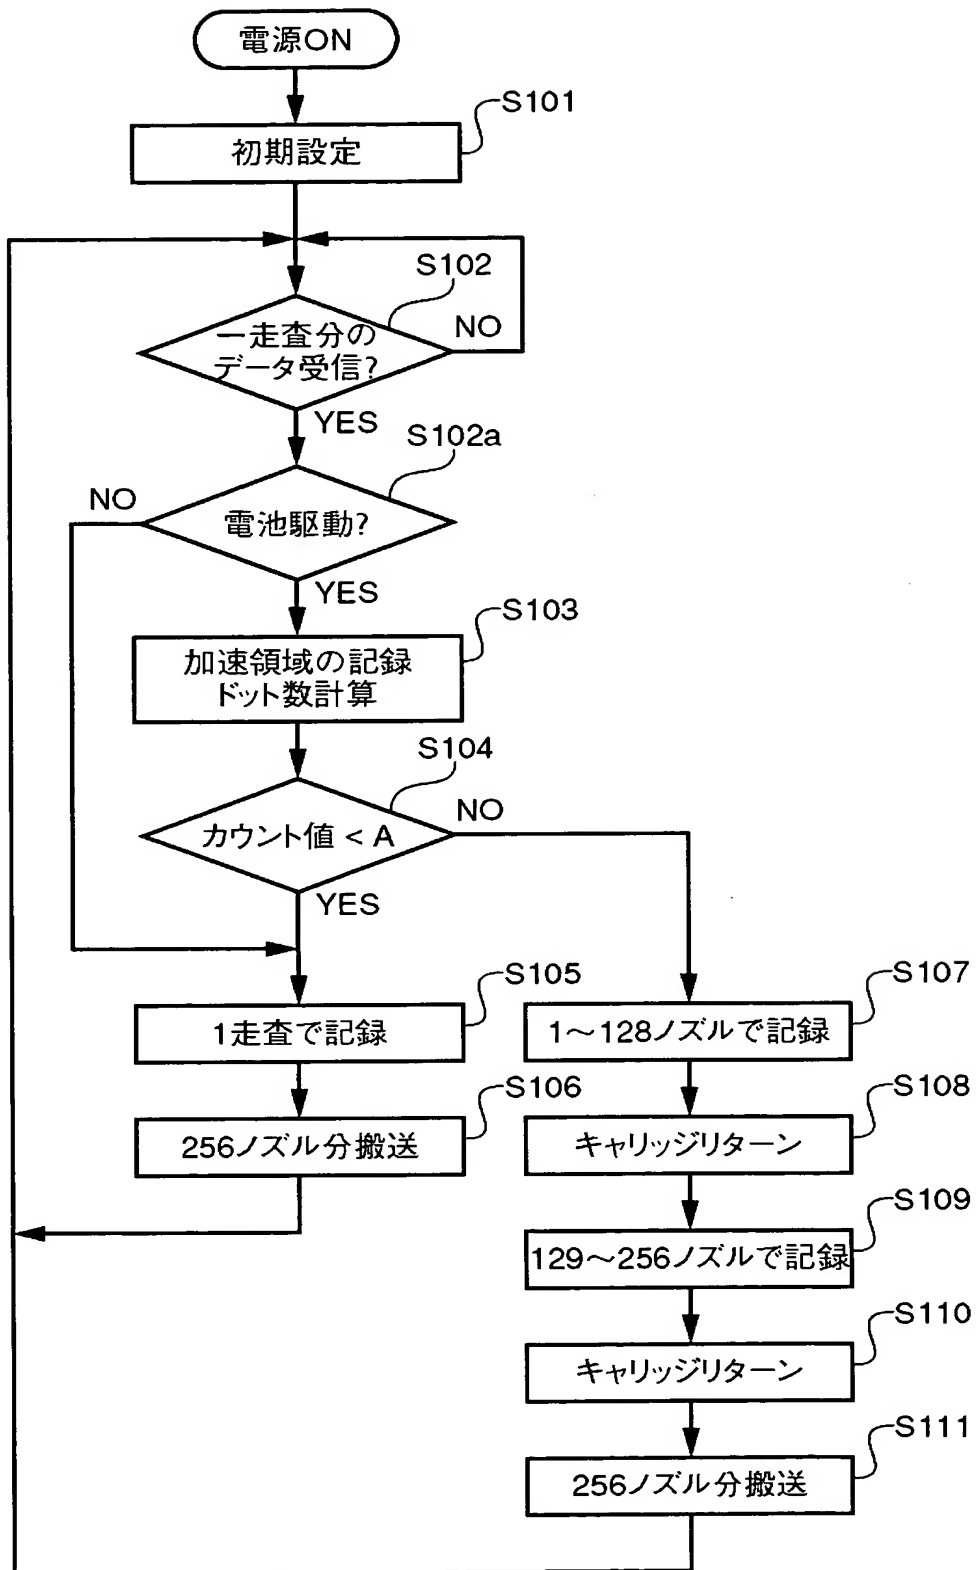 電源ON
S101
初期設定
S102
一走査分の
データ受信?
NO
YES
S102a
NO
電池駆動?
YES
S103
加速領域の記録
ドット数計算
S104
カウント値 < A
NO
YES
S105
1走査で記録
S106
256ノズル分搬送
S107
1〜128ノズルで記録
S108
キャリッジリターン
S109
129〜256ノズルで記録
S110
キャリッジリターン
S111
256ノズル分搬送